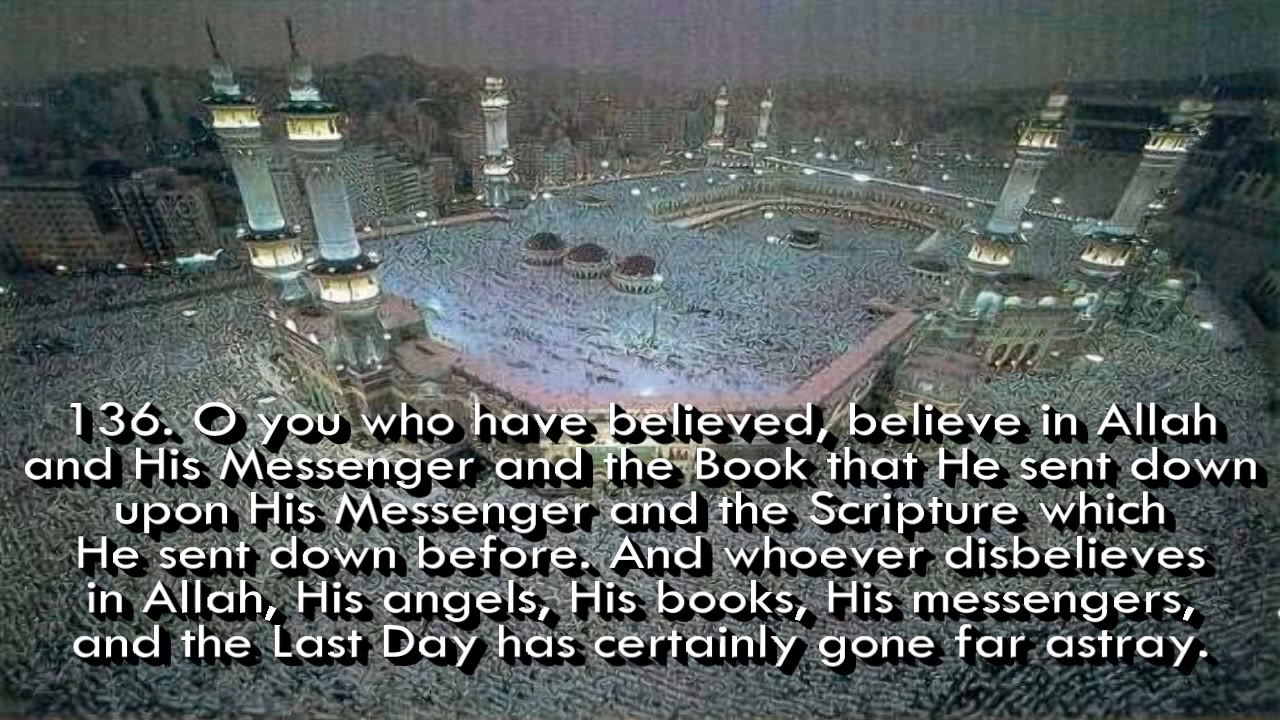 136. O you who have believed, believe in Allah
and His Messenger and the Book that He sent down
upon His Messenger and the Scripture which
He sent down before. And whoever disbelieves
in Allah, His angels, His books, His messengers,
and the Last Day has certainly gone far astray.